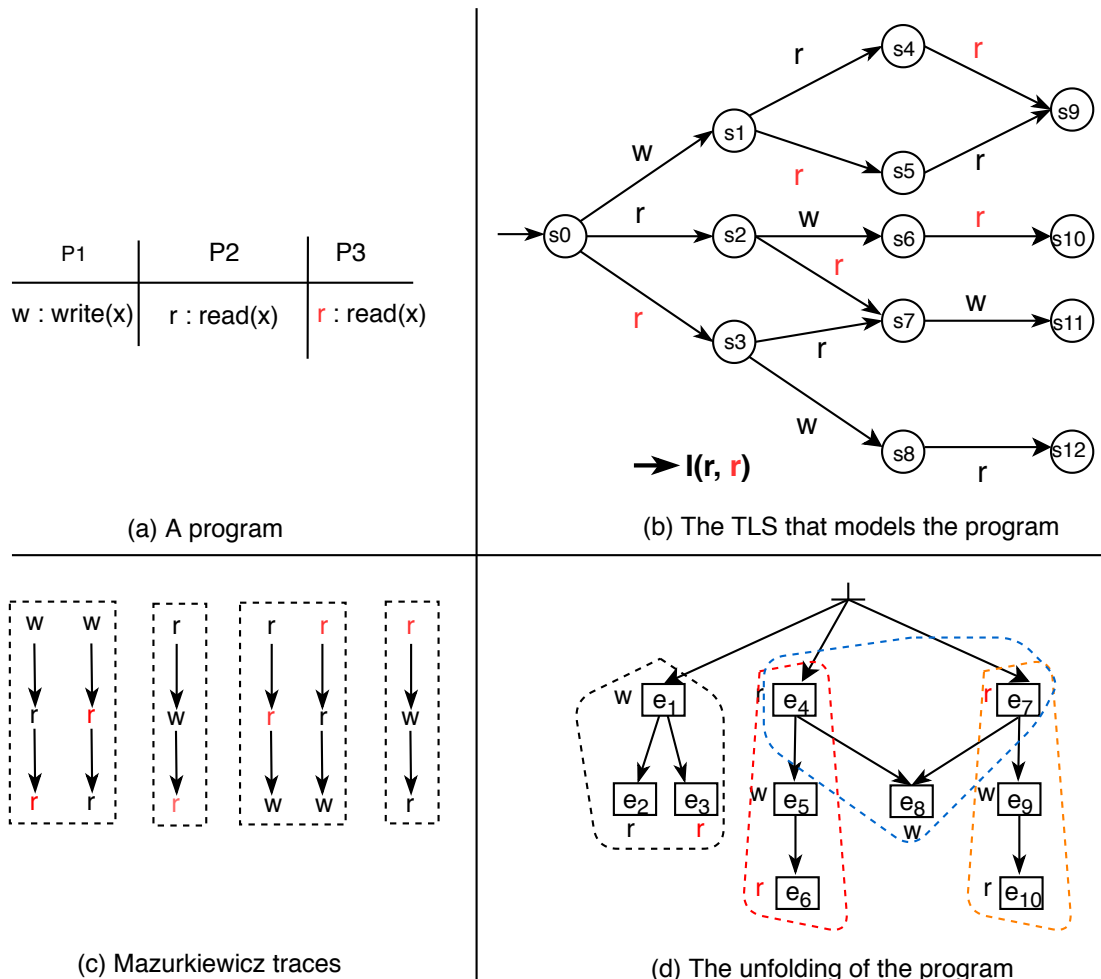 P1 P2 P3
w : write(x) r : read(x) r : read(x)
(a) A program
r s4 r
s1 s9
w r s5 r
s0 r s2 w s6 r s10
r
r s3 r s7 w s11
w s8 r s12
I(r, r)
(b) The TLS that models the program
w w r r r r
r r w r r w
r r r w w r
(c) Mazurkiewicz traces
w e1 r e4 r e7
e2 e3 w e5 e8 w e9
r r w
r e6 r e10
(d) The unfolding of the program